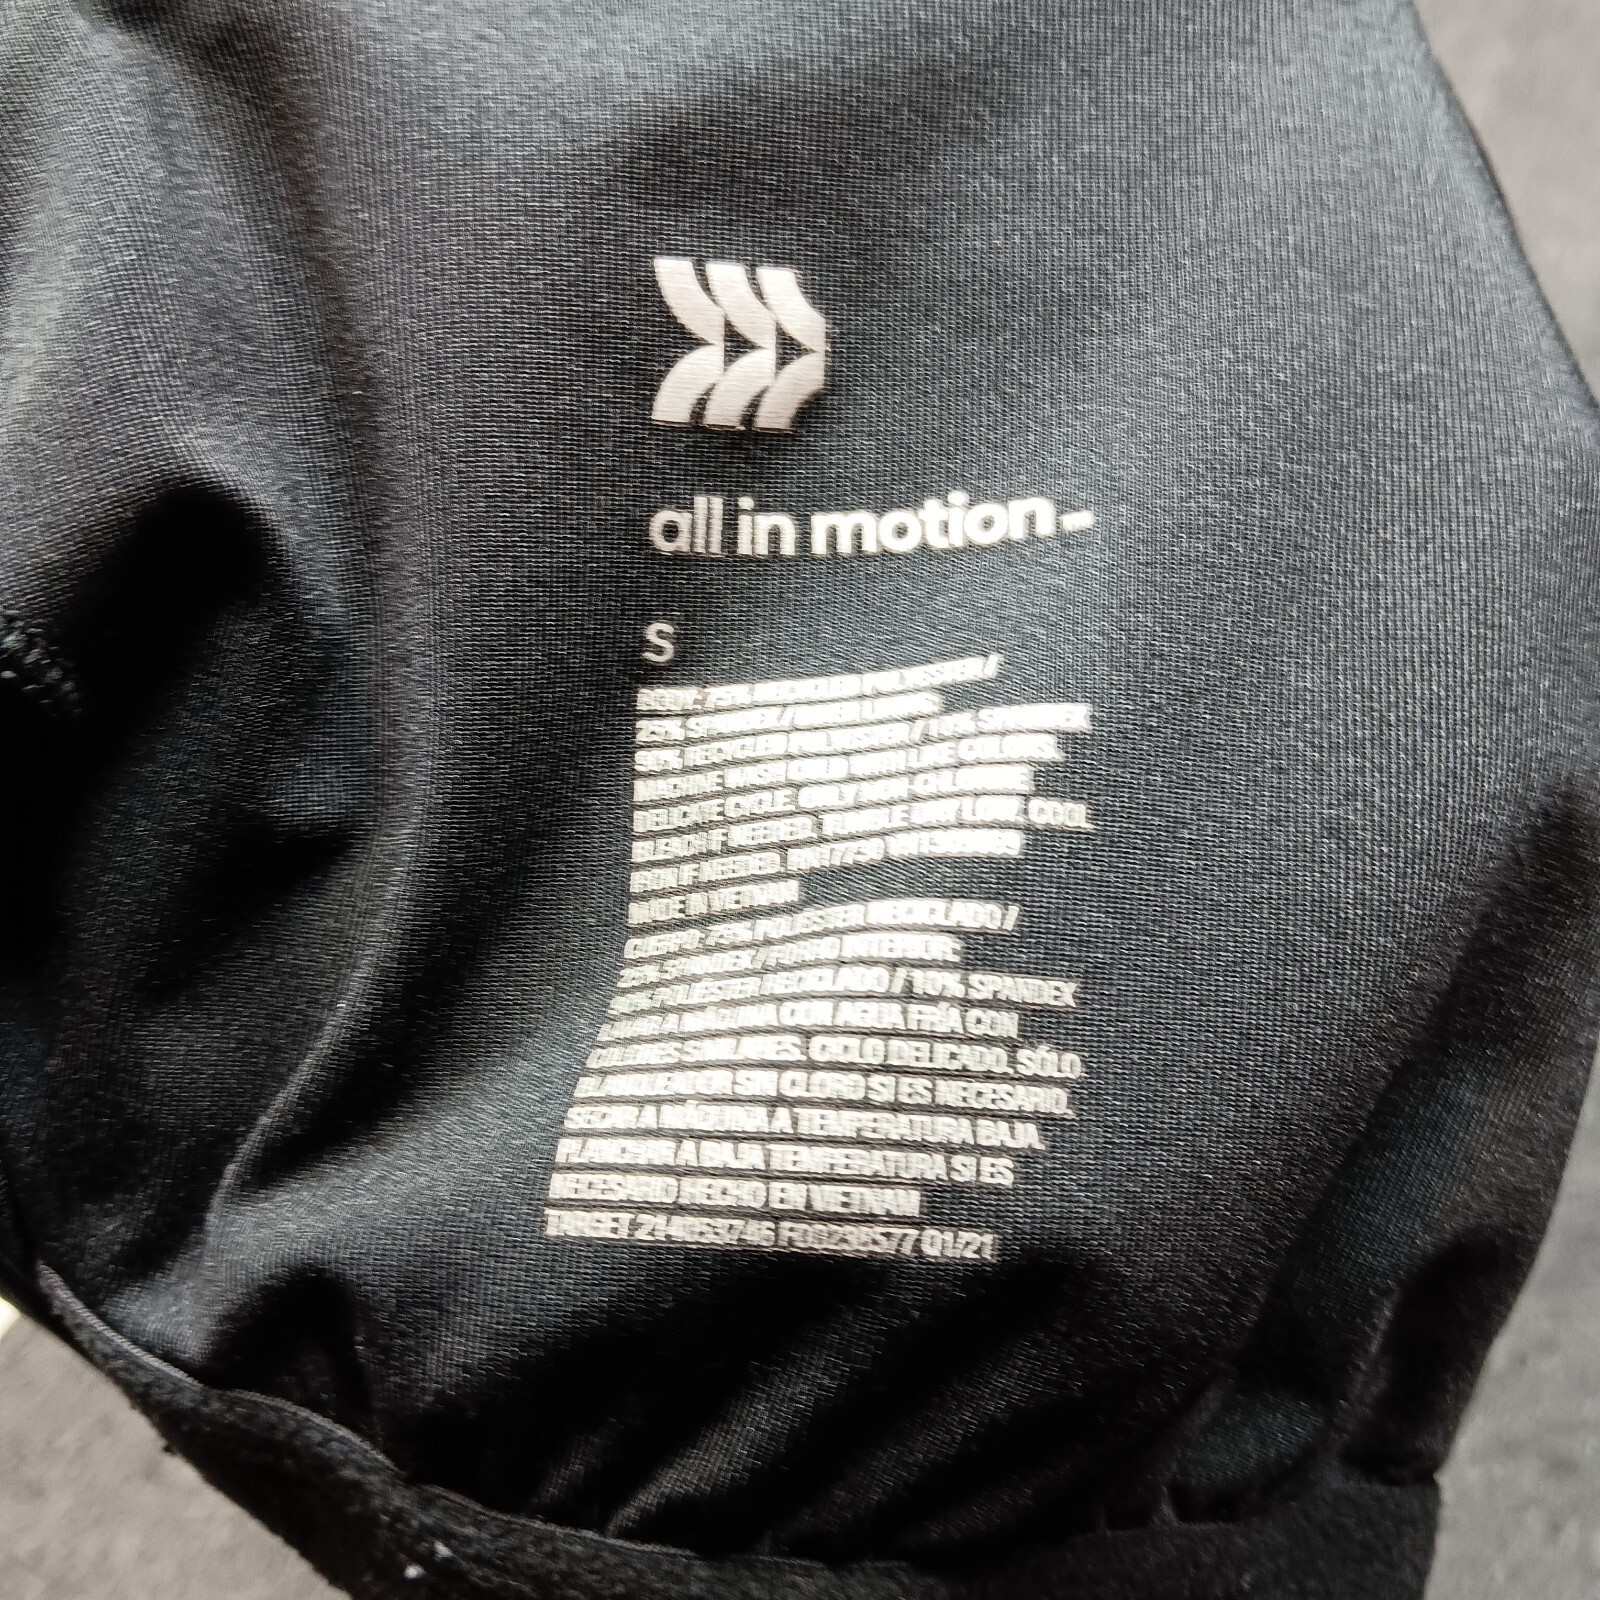 all in motion
S
BODY: 75% RECYCLED POLYESTER /
25% SPANDEX / INNER LINING:
90% RECYCLED POLYESTER / 10% SPANDEX
MACHINE WASH COLD WITH LIKE COLORS.
DELICATE CYCLE. ONLY NON-CHLORINE
BLEACH IF NEEDED. TUMBLE DRY LOW. COOL
IRON IF NEEDED. RN17730
MADE IN VIETNAM
CUERPO: 75% POLIÉSTER RECICLADO /
25% SPANDEX / FORRO INTERIOR:
90% POLIÉSTER RECICLADO / 10% SPANDEX
LAVAR A MÁQUINA CON AGUA FRÍA CON
COLORES SIMILARES. CICLO DELICADO. SÓLO
BLANQUEADOR SIN CLORO SI ES NECESARIO.
SECAR A MÁQUINA A TEMPERATURA BAJA.
PLANCHAR A BAJA TEMPERATURA SI ES
NECESARIO HECHO EN VIETNAM
TARGET Q1/21